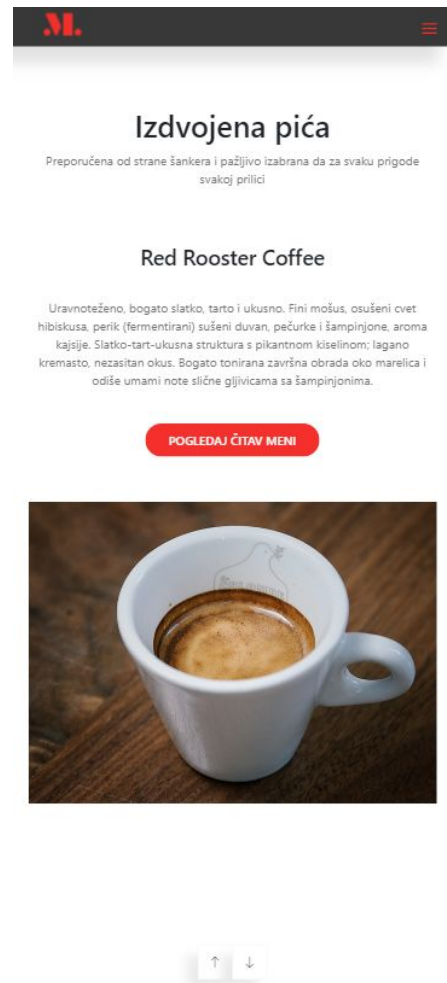 M.
Izdvojena pića
Preporučena od strane šankera i pažljivo izabrana da za svaku prigode
svakoj prilici
Red Rooster Coffee
Uravnoteženo, bogato slatko, tarto i ukusno. Fini mošus, osušeni cvet
hibiskusa, perik (fermentirani) sušeni duvan, pečurke i šampinjone, aroma
kajsije. Slatko-tart-ukusna struktura s pikantnom kiselinom; lagano
kremasto, nezasitan okus. Bogato tonirana završna obrada oko marelica i
odiše umami note slične gljivicama sa šampinjonima.
POGLEDAJ ČITAV MENI